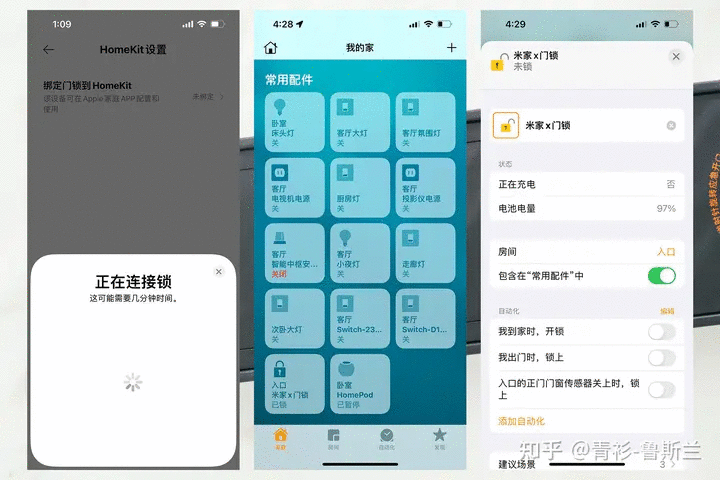 1:09
HomeKit 设置
绑定门锁到HomeKit
该设备可在Apple家庭APP配置和
使用
未绑定
正在连接锁
这可能需要几分钟时间。
4:28
我的家
常用配件
卧室
床头灯
关
客厅大灯
关
客厅氛围灯
关
客厅
电视机电源
关
厨房灯
关
客厅
投影仪电源
关
客厅
智能中枢安...
关闭
客厅
小夜灯
关
走廊灯
关
次卧大灯
关
客厅
Switch-23...
关
客厅
Switch-D1...
关
入口
米家 x 门锁
已锁
卧室
HomePod
已暂停
家庭
房间
自动化
发现
4:29
米家 x 门锁
未锁
米家 x 门锁
状态
正在充电
否
电池电量
97%
房间
入口
包含在“常用配件”中
自动化
编辑
我到家时，开锁
我出门时，锁上
入口的正门门窗传感器关上时，锁
上
添加自动化
建议场景
3
知乎 @青衫-鲁斯兰